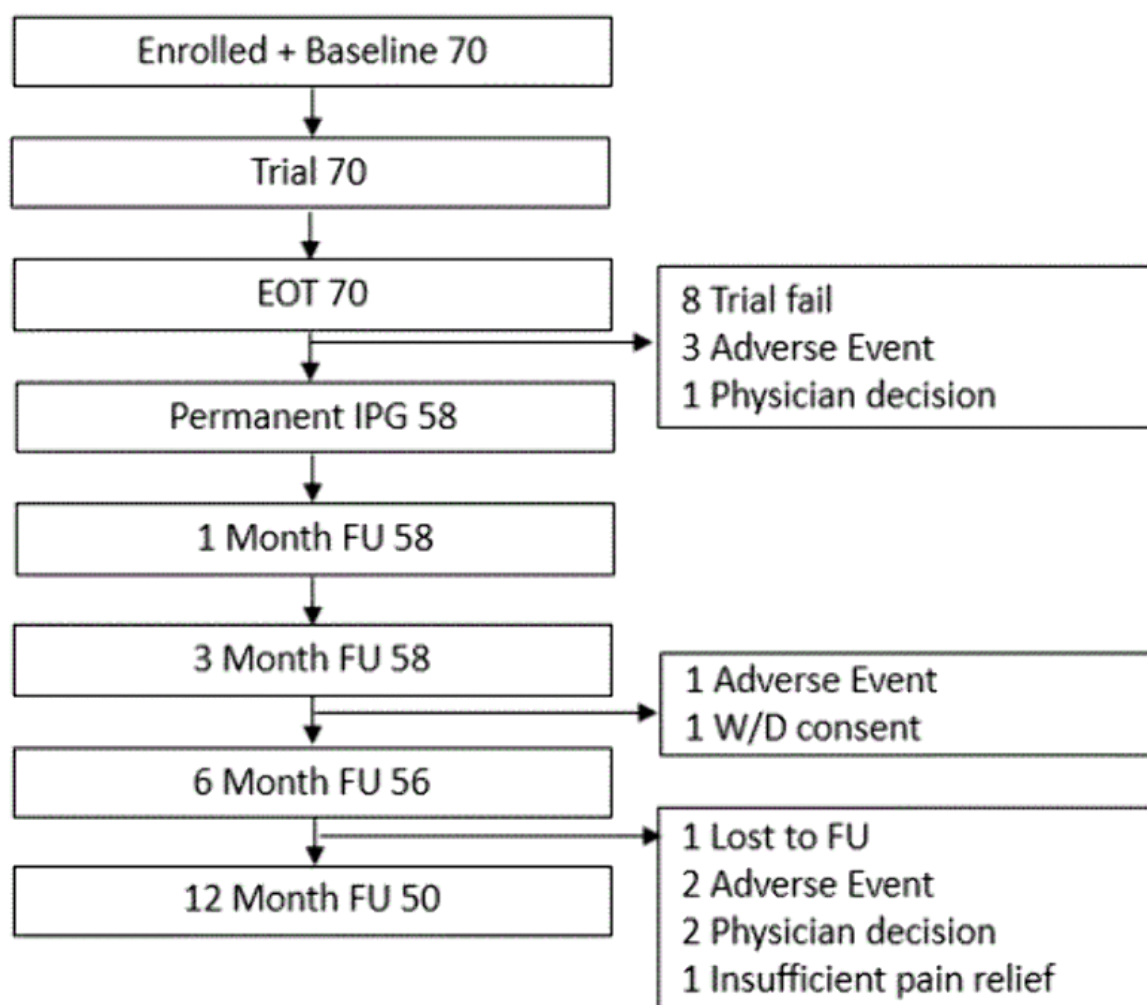 Enrolled + Baseline 70
Trial 70
EOT 70
8 Trial fail
3 Adverse Event
1 Physician decision
Permanent IPG 58
1 Month FU 58
3 Month FU 58
1 Adverse Event
1 W/D consent
6 Month FU 56
1 Lost to FU
2 Adverse Event
2 Physician decision
1 Insufficient pain relief
12 Month FU 50